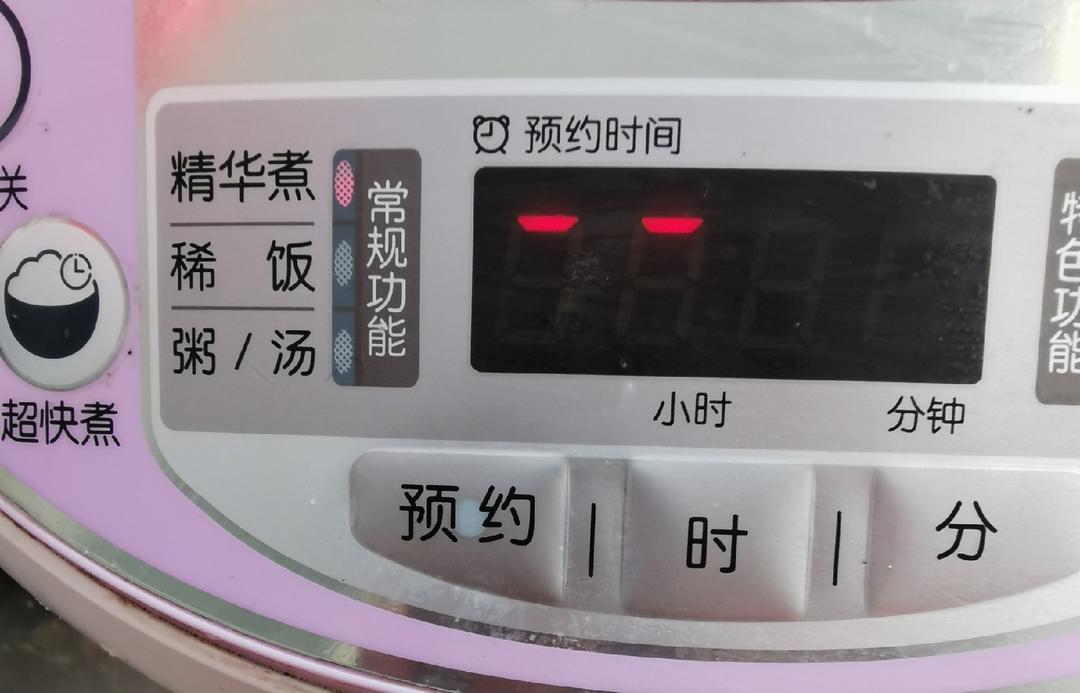 预约时间
精华煮
稀 饭
粥 / 汤
常规功能
特色功能
关
超快煮
小时
分钟
预约 | 时 | 分